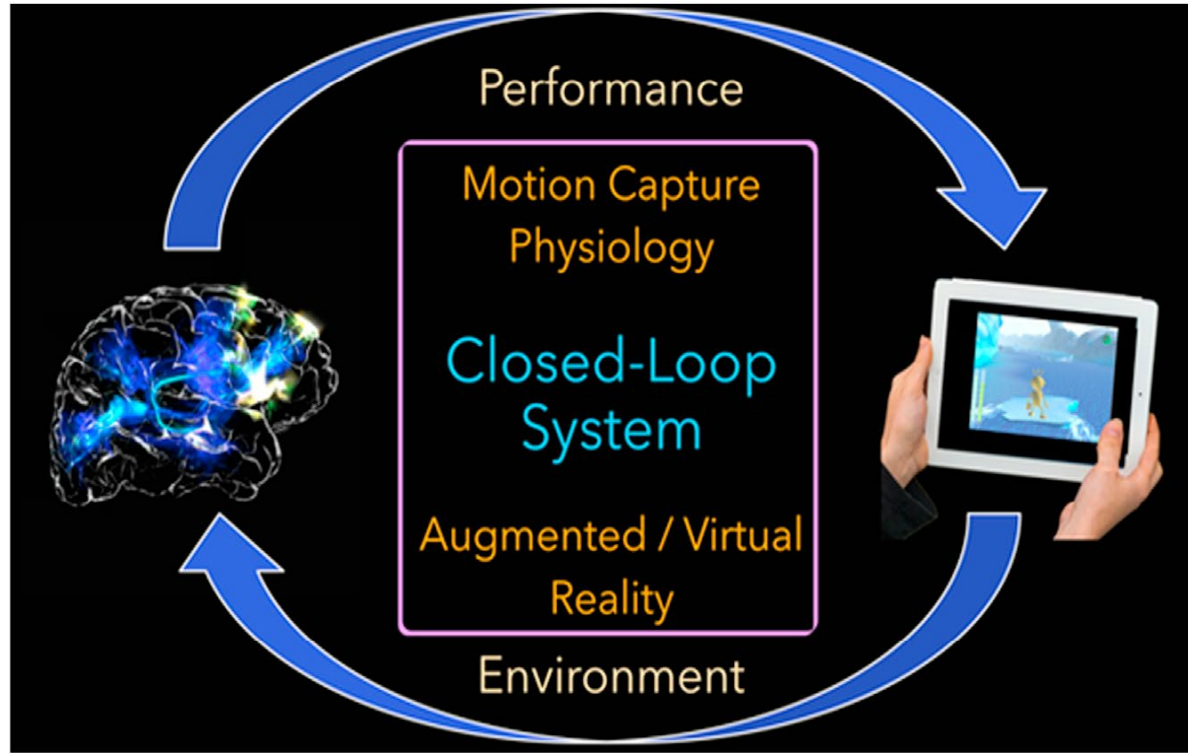 Performance
Motion Capture
Physiology
Closed-Loop
System
Augmented / Virtual
Reality
Environment